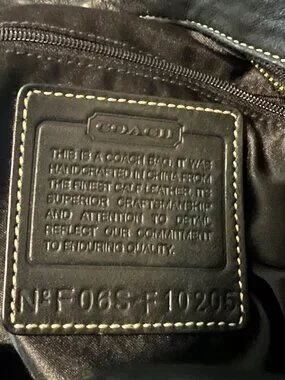 COACH
THIS IS A COACH BAG. IT WAS
HANDCRAFTED IN CHINA FROM
THE FINEST CALF LEATHER. ITS
SUPERIOR CRAFTSMANSHIP
AND ATTENTION TO DETAIL
REFLECT OUR COMMITMENT
TO ENDURING QUALITY.
Nº F06S-F10205